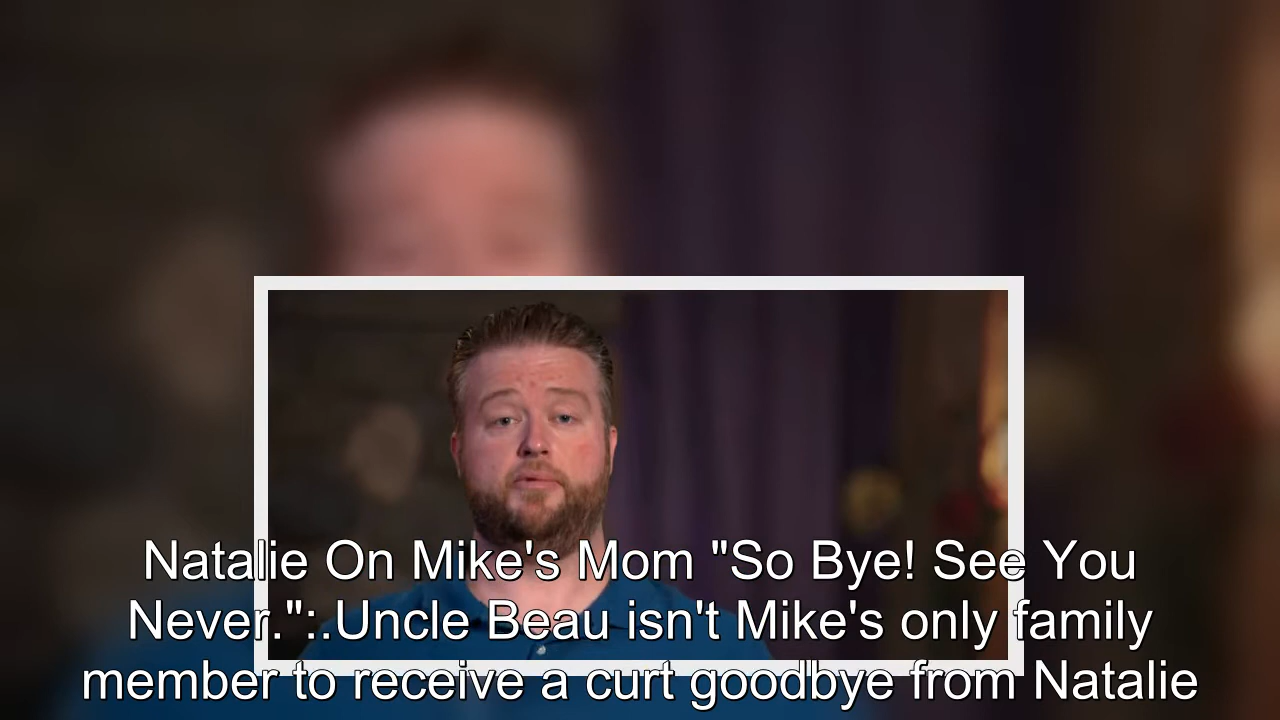 Natalie On Mike's Mom "So Bye! See You
Never.":.Uncle Beau isn't Mike's only family
member to receive a curt goodbye from Natalie